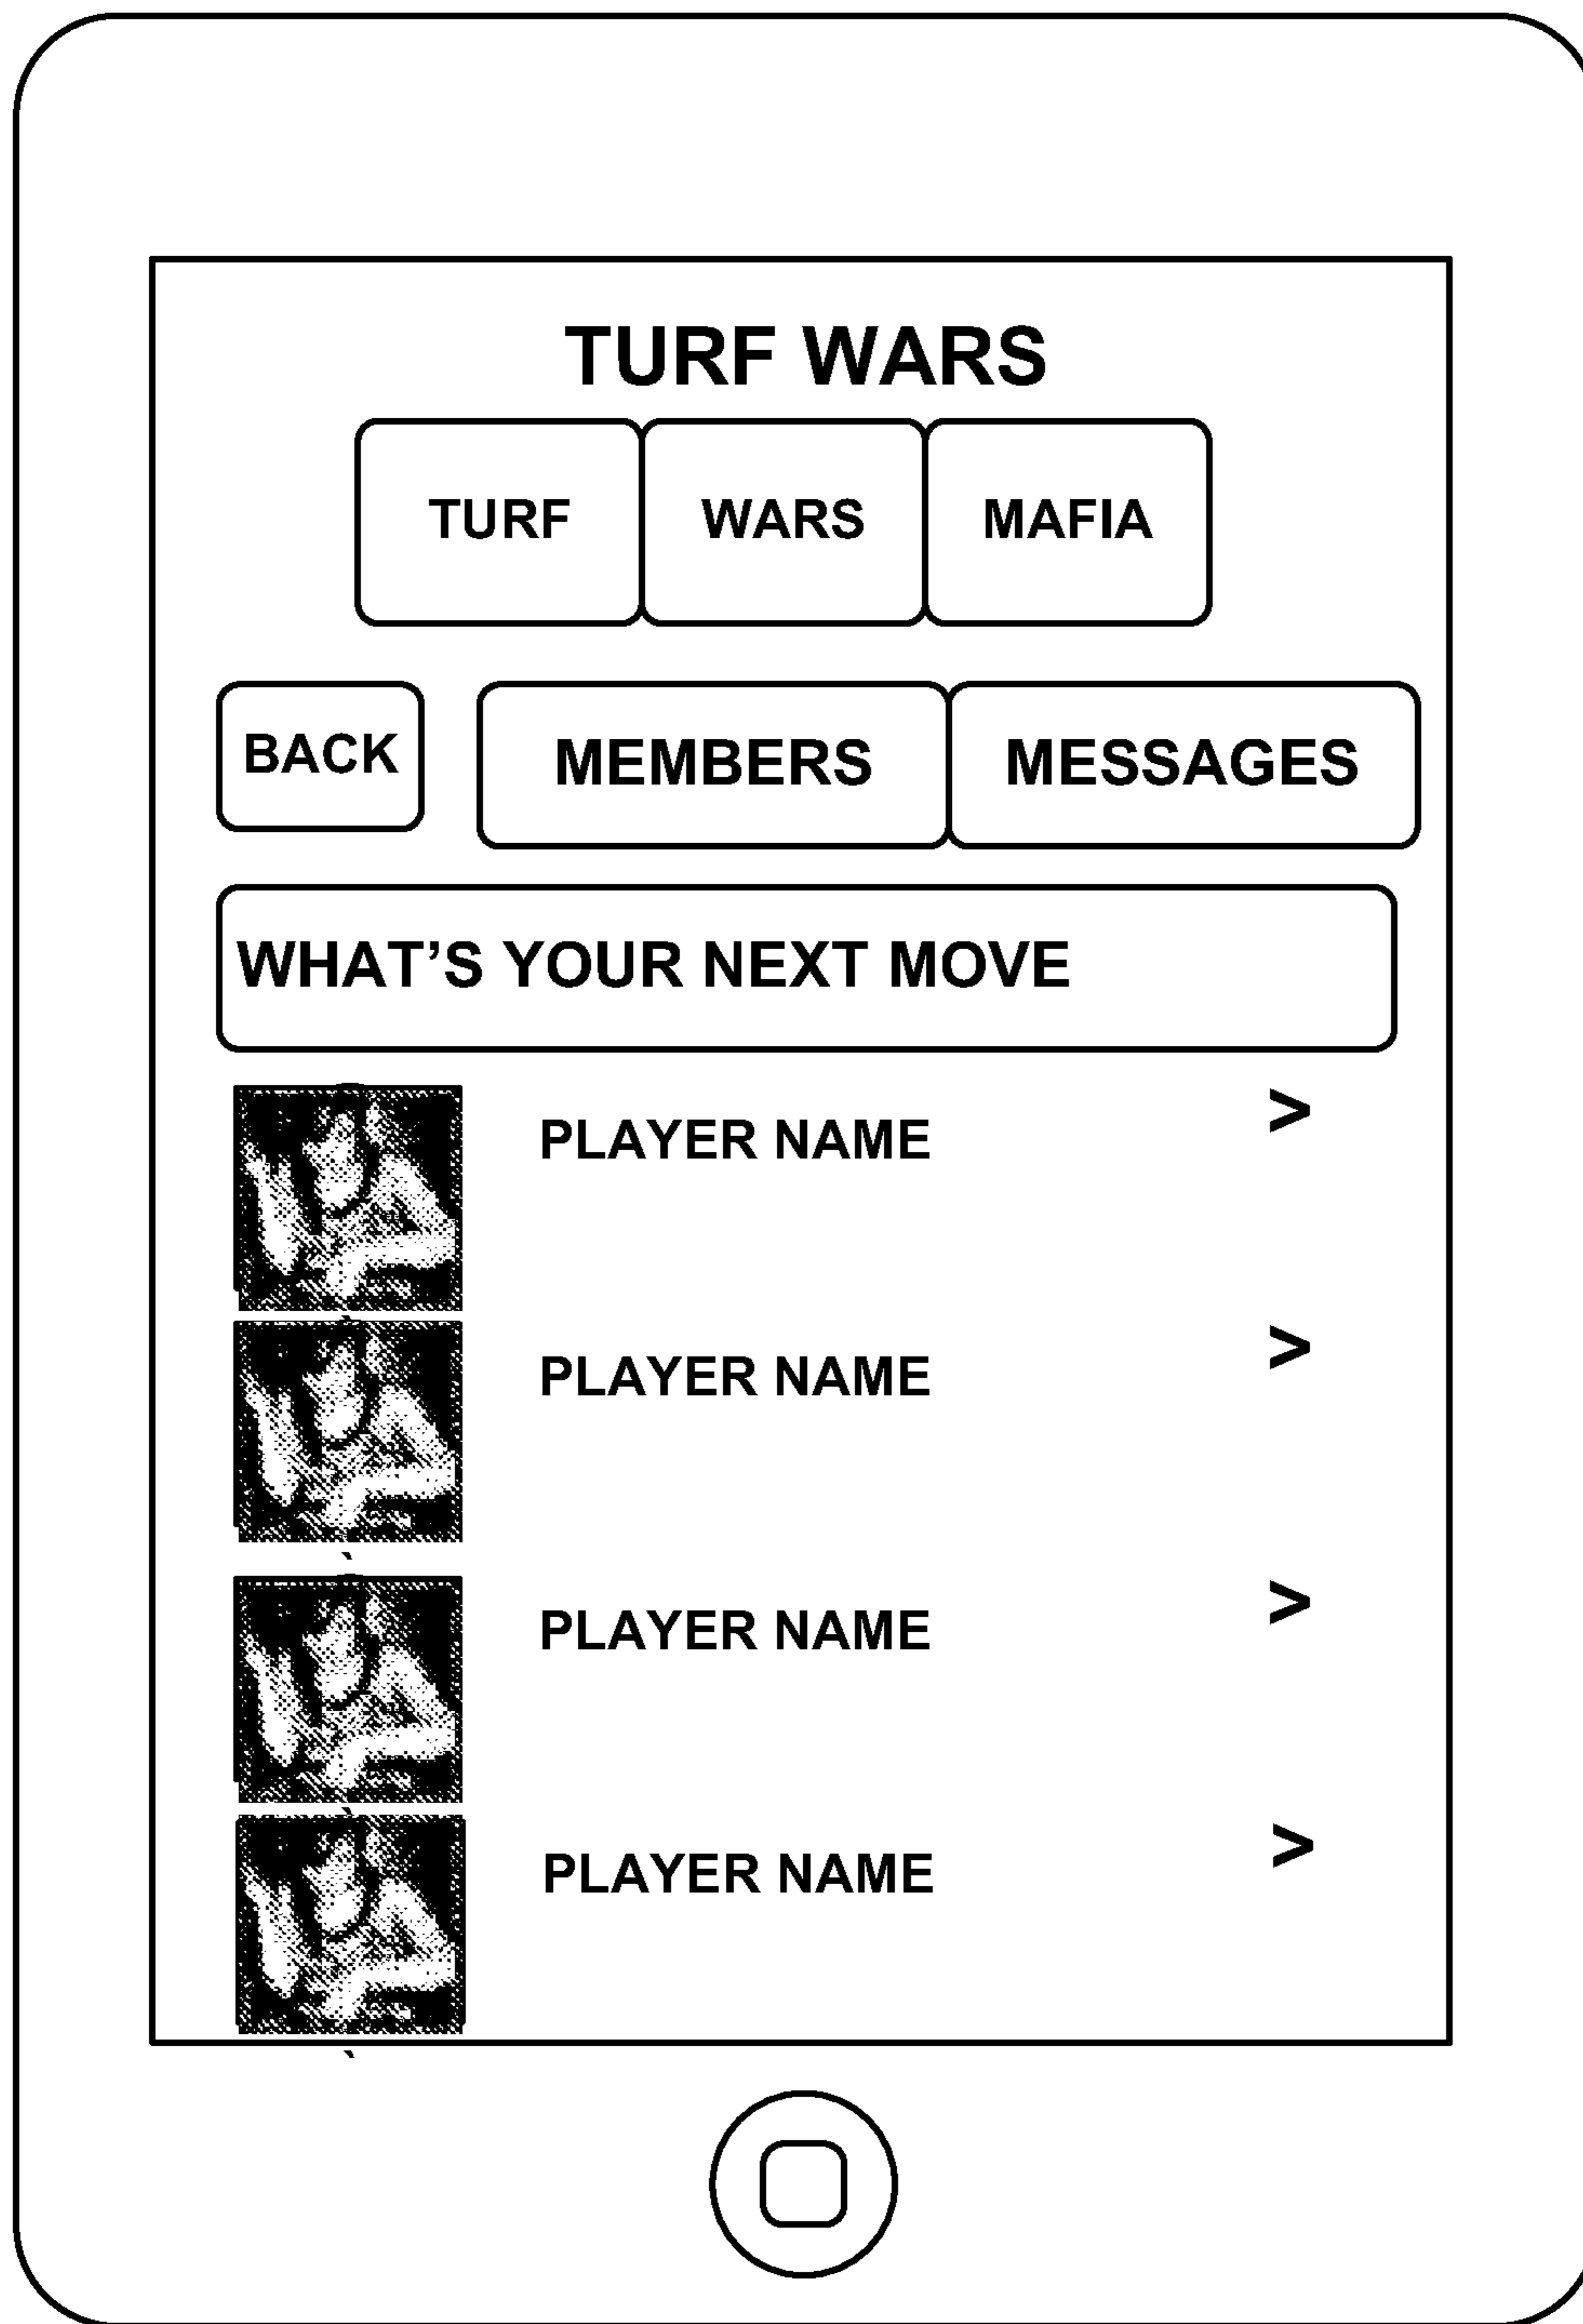 TURF WARS
TURF WARS MAFIA
BACK MEMBERS MESSAGES
WHAT’S YOUR NEXT MOVE
PLAYER NAME >
PLAYER NAME >
PLAYER NAME >
PLAYER NAME >